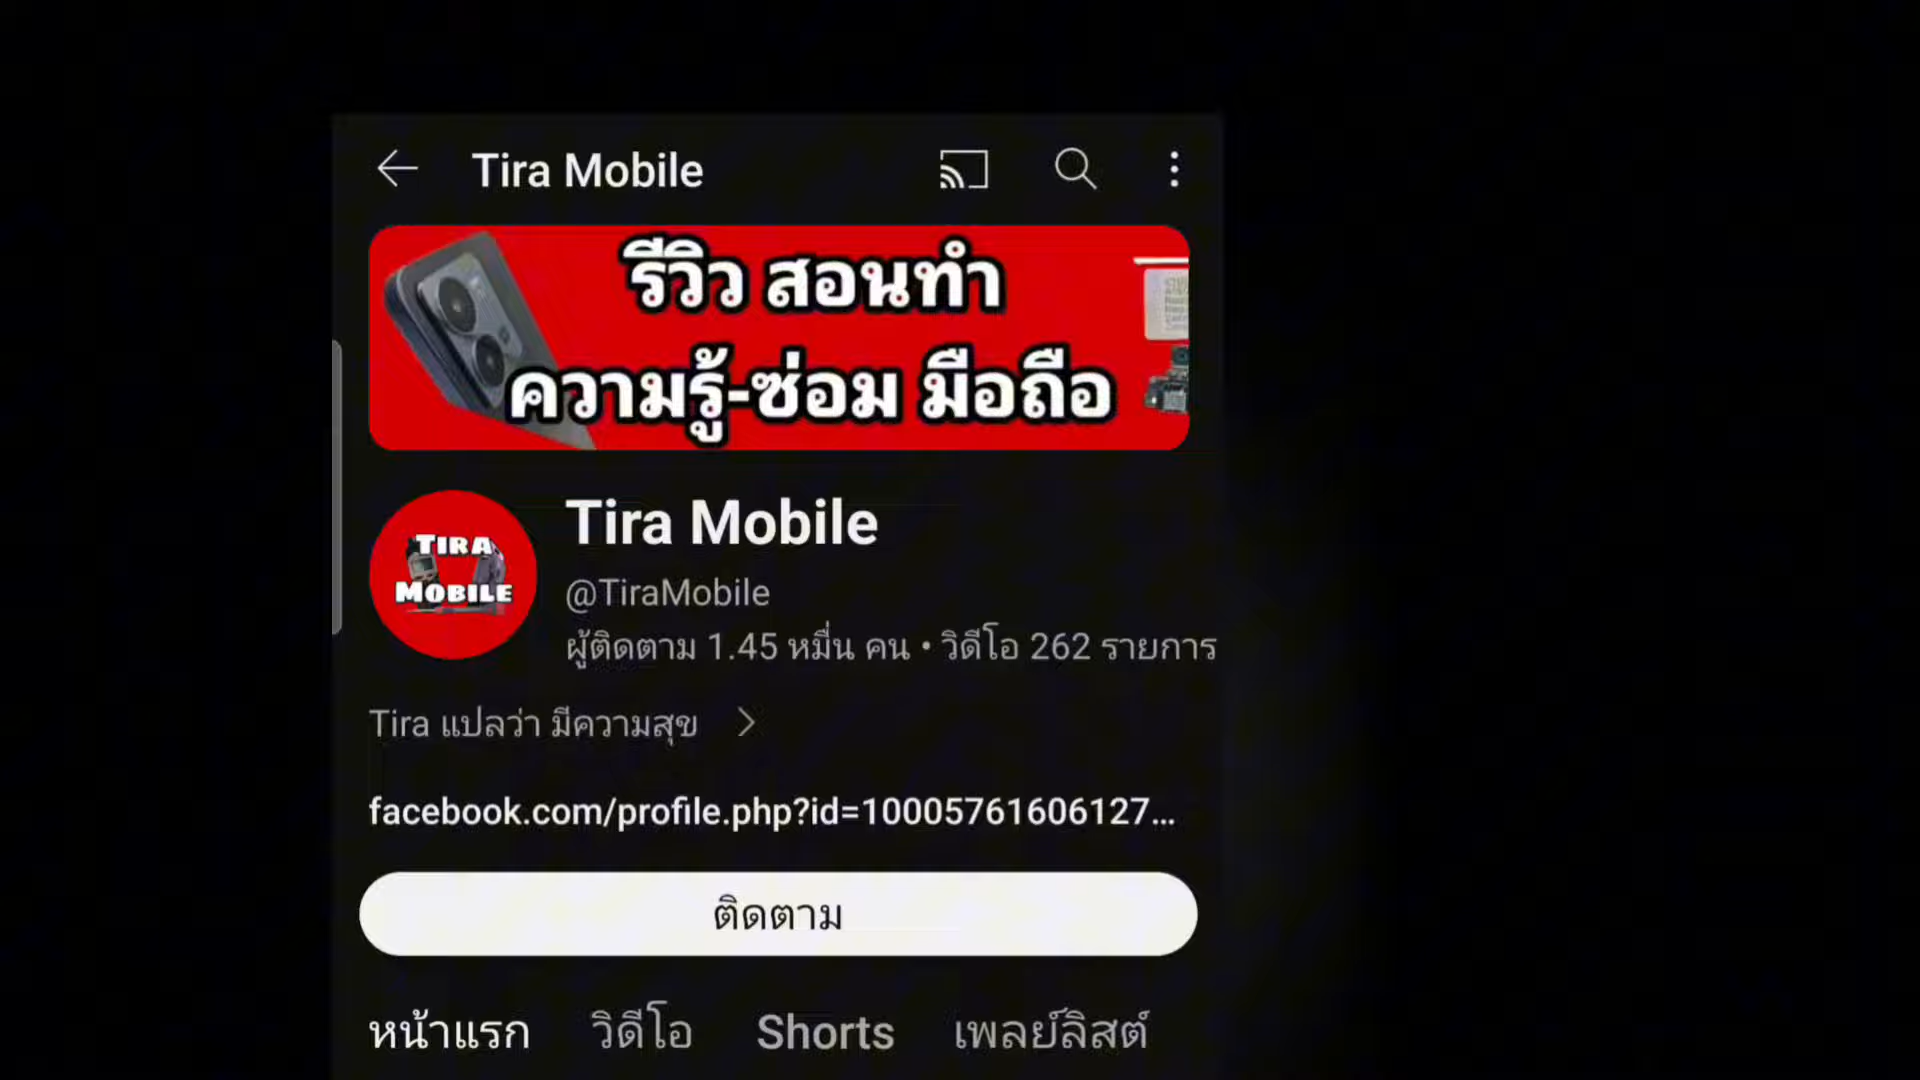 Tira Mobile
รีวิว สอนทำ
ความรู้-ซ่อม มือถือ
TIRA
MOBILE
Tira Mobile
@TiraMobile
ผู้ติดตาม 1.45 หมื่น คน • วิดีโอ 262 รายการ
Tira แปลว่า มีความสุข
facebook.com/profile.php?id=10005761606127...
ติดตาม
หน้าแรก วิดีโอ Shorts เพลย์ลิสต์